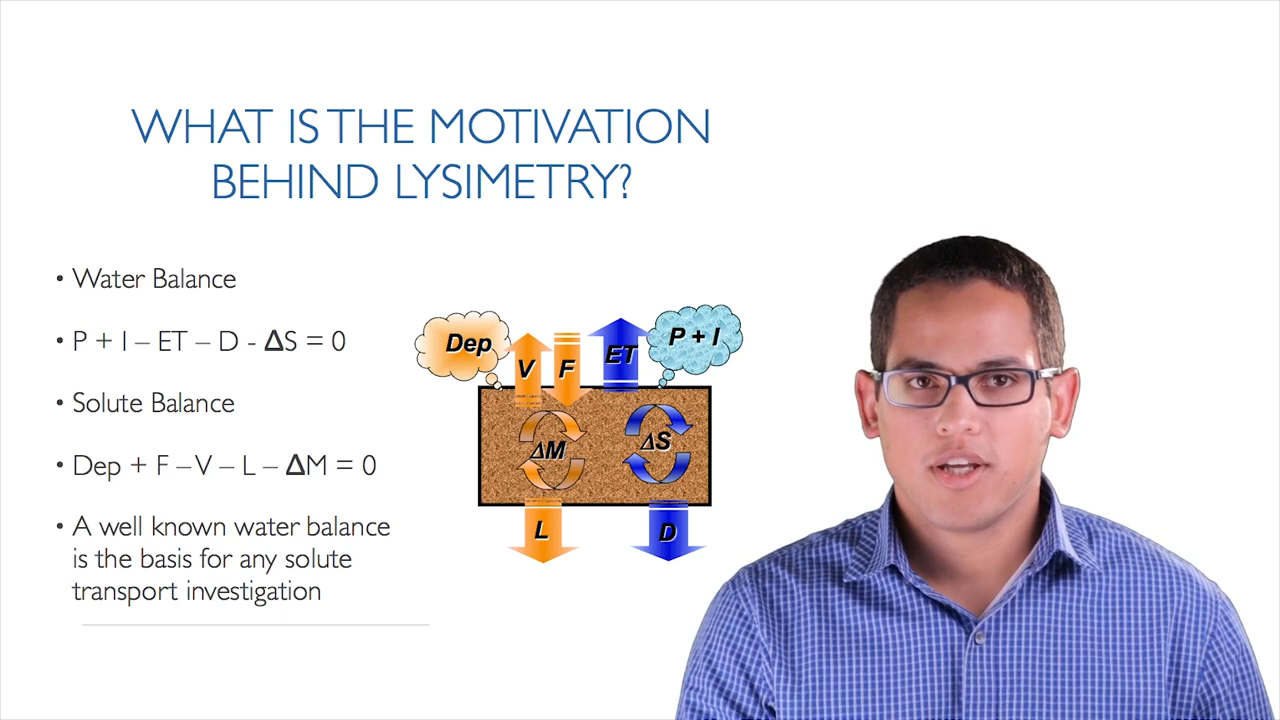 WHAT IS THE MOTIVATION
BEHIND LYSIMETRY?
• Water Balance
• P + I – ET – D - ΔS = 0
• Solute Balance
• Dep + F – V – L – ΔM = 0
• A well known water balance
is the basis for any solute
transport investigation
Dep
V
F
ET
P + I
ΔM
ΔS
L
D